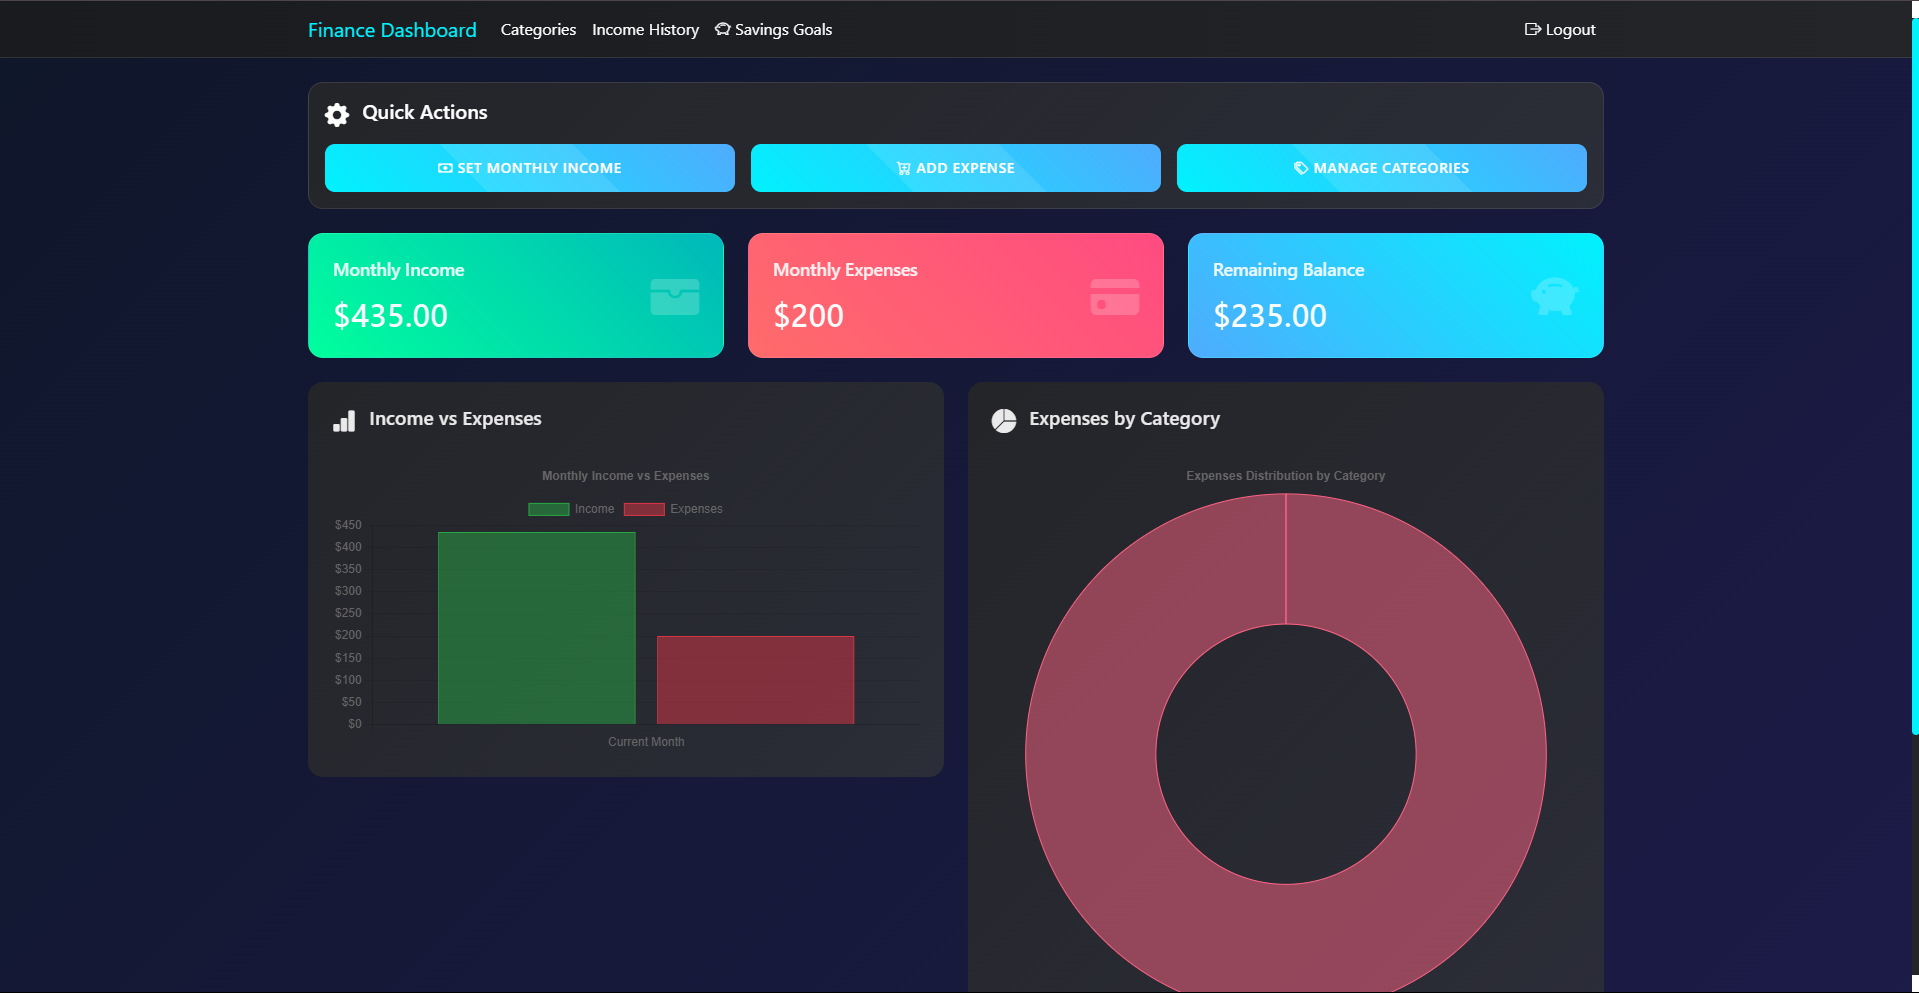 Finance Dashboard Categories Income History Savings Goals Logout
Quick Actions
SET MONTHLY INCOME ADD EXPENSE MANAGE CATEGORIES
Monthly Income
$435.00
Monthly Expenses
$200
Remaining Balance
$235.00
Income vs Expenses
Monthly Income vs Expenses
Income Expenses
$450
$400
$350
$300
$250
$200
$150
$100
$50
$0
Current Month
Expenses by Category
Expenses Distribution by Category